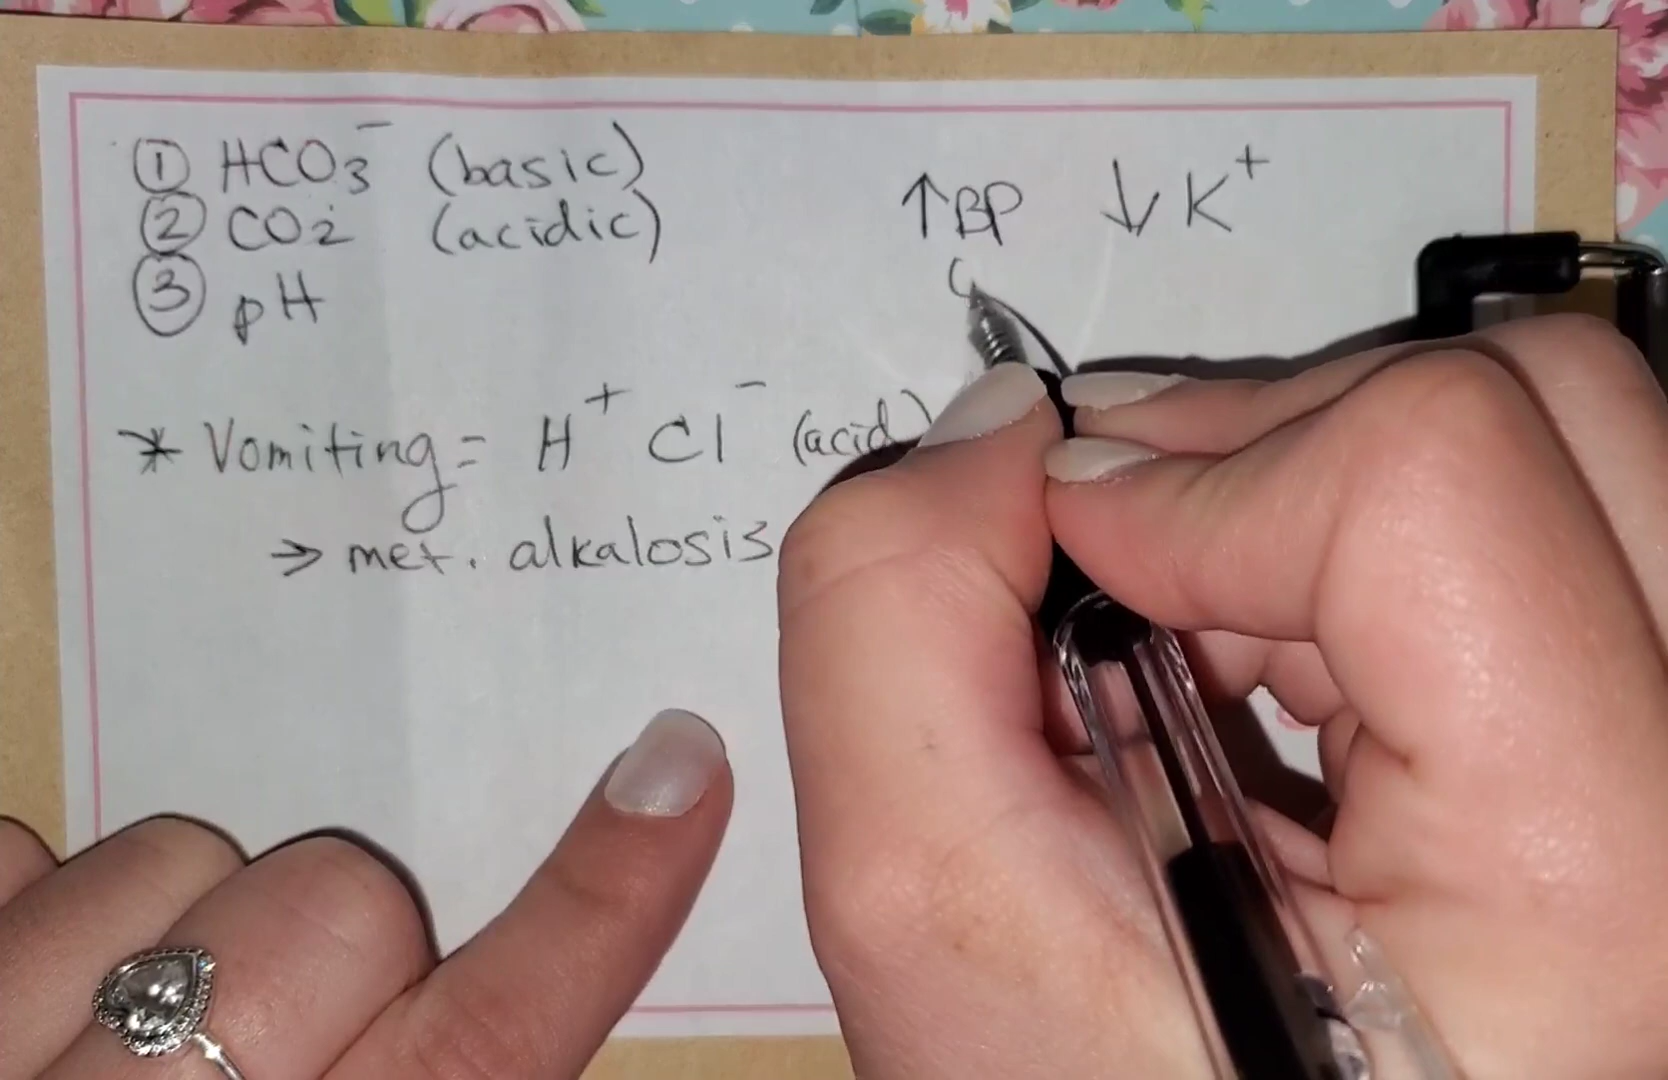 ① HCO₃⁻ (basic)
② CO₂ (acidic)
③ pH
↑BP ↓K⁺
* Vomiting = H⁺ Cl⁻ (acid)
→ met. alkalosis